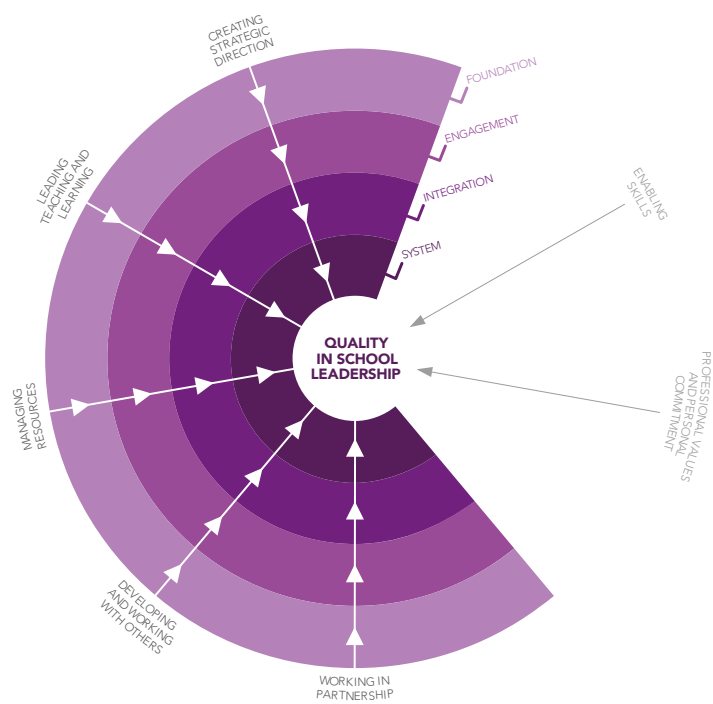 CREATING
STRATEGIC
DIRECTION
FOUNDATION
ENGAGEMENT
INTEGRATION
SYSTEM
LEADING
TEACHING AND
LEARNING
ENABLING
SKILLS
QUALITY
IN SCHOOL
LEADERSHIP
PROFESSIONAL VALUES
AND PERSONAL
COMMITMENT
MANAGING
RESOURCES
DEVELOPING
AND WORKING
WITH OTHERS
WORKING IN
PARTNERSHIP